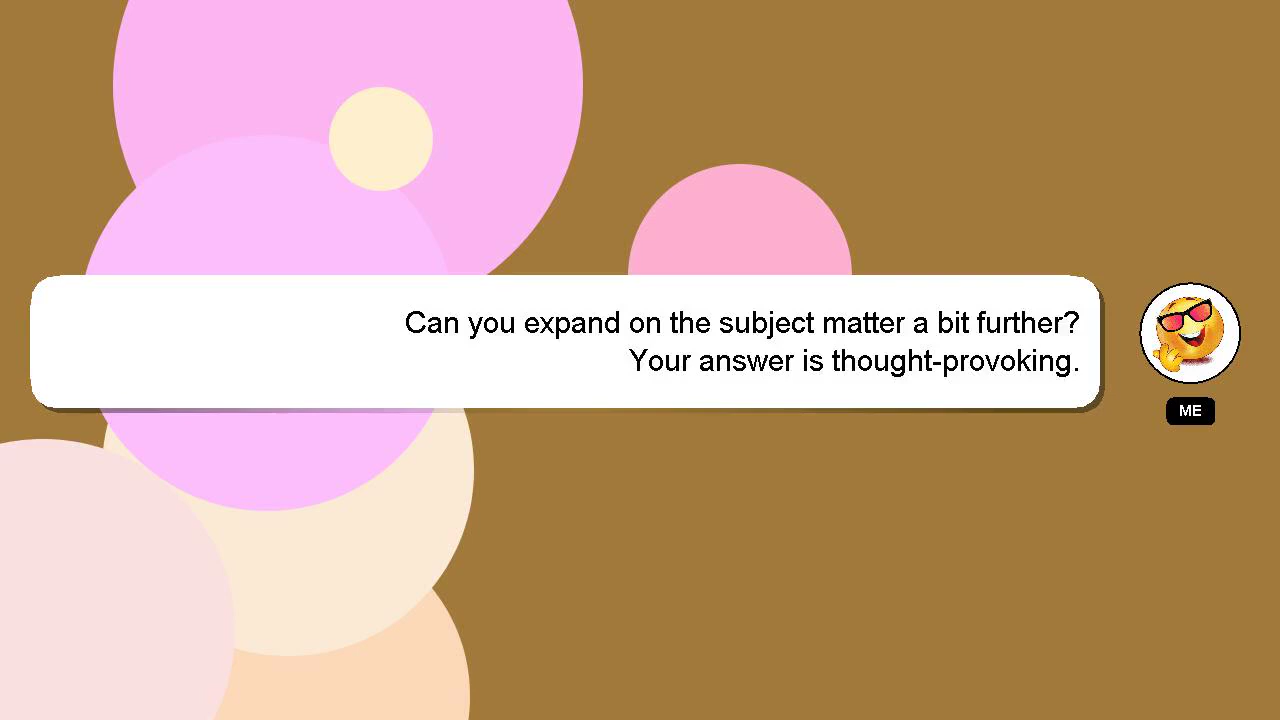 Can you expand on the subject matter a bit further?
Your answer is thought-provoking.
ME